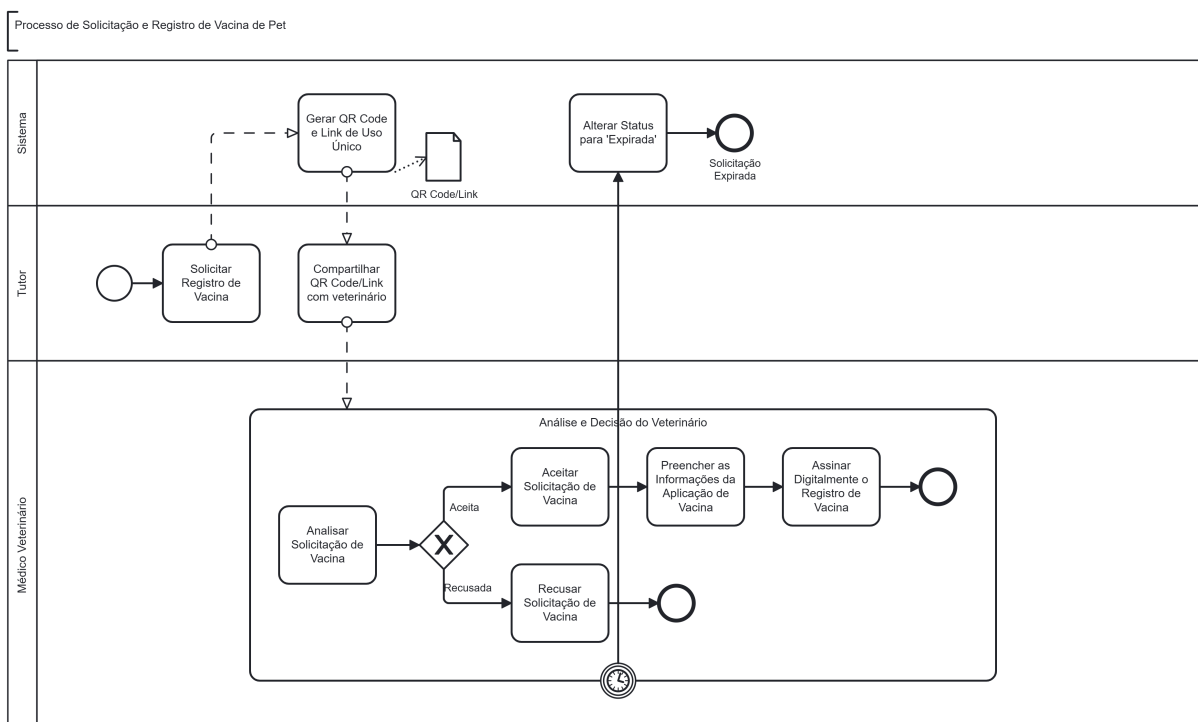 Processo de Solicitação e Registro de Vacina de Pet
Sistema
Gerar QR Code
e Link de Uso
Único
QR Code/Link
Alterar Status
para 'Expirada'
Solicitação
Expirada
Tutor
Solicitar
Registro de
Vacina
Compartilhar
QR Code/Link
com veterinário
Médico Veterinário
Análise e Decisão do Veterinário
Analisar
Solicitação de
Vacina
Aceita
Recusada
Aceitar
Solicitação de
Vacina
Preencher as
Informações da
Aplicação de
Vacina
Assinar
Digitalmente o
Registro de
Vacina
Recusar
Solicitação de
Vacina